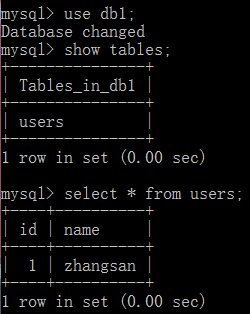 mysql> use db1;
Database changed
mysql> show tables;
+---------------+
| Tables_in_db1 |
+---------------+
| users         |
+---------------+
1 row in set (0.00 sec)

mysql> select * from users;
+----+----------+
| id | name     |
+----+----------+
|  1 | zhangsan |
+----+----------+
1 row in set (0.00 sec)